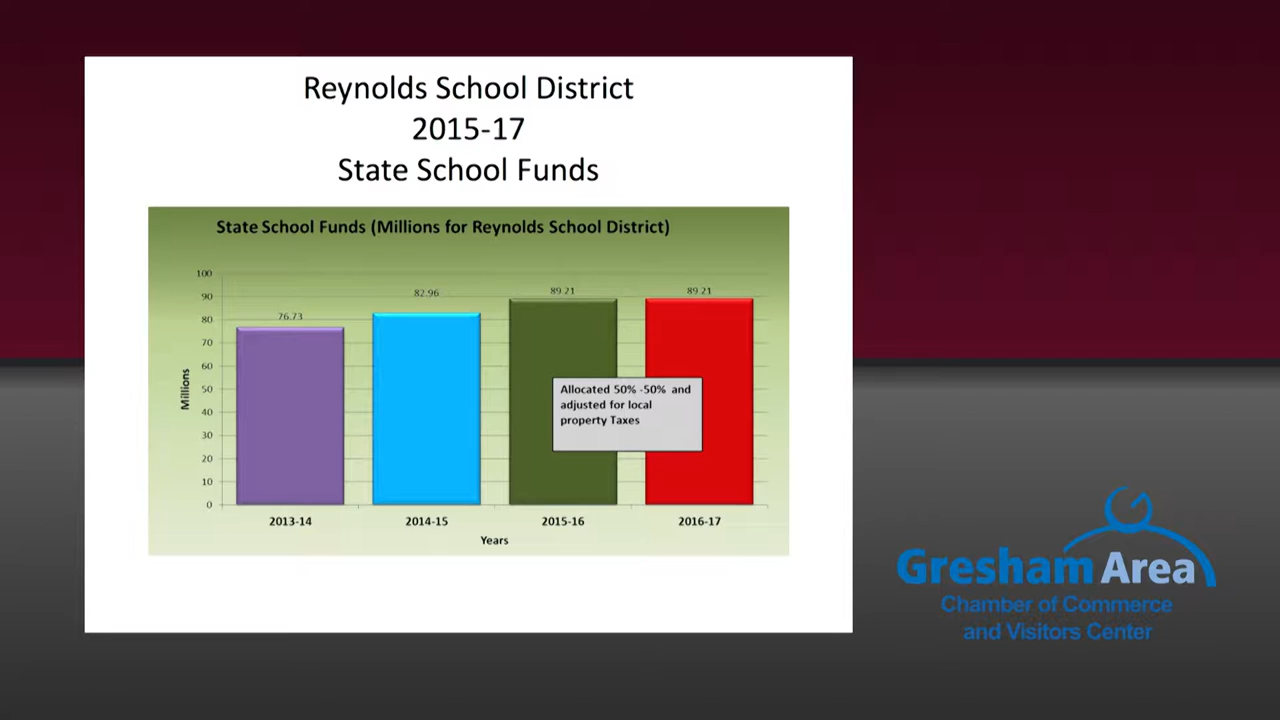 Reynolds School District
2015-17
State School Funds
State School Funds (Millions for Reynolds School District)
100
90
80
70
60
50
40
30
20
10
0
Millions
76.73
82.96
89.21
89.21
Allocated 50% -50% and
adjusted for local
property Taxes
2013-14
2014-15
2015-16
2016-17
Years
Gresham Area
Chamber of Commerce
and Visitors Center